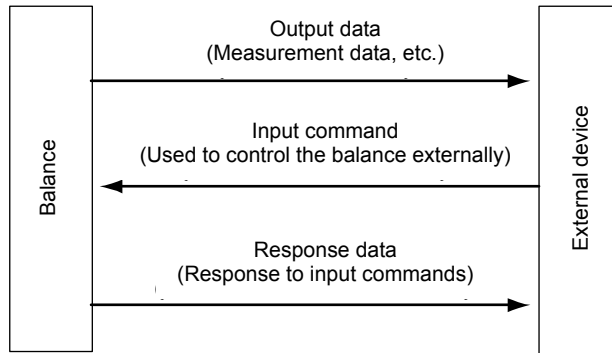 Output data
(Measurement data, etc.)
Input command
(Used to control the balance externally)
Balance
External device
Response data
(Response to input commands)